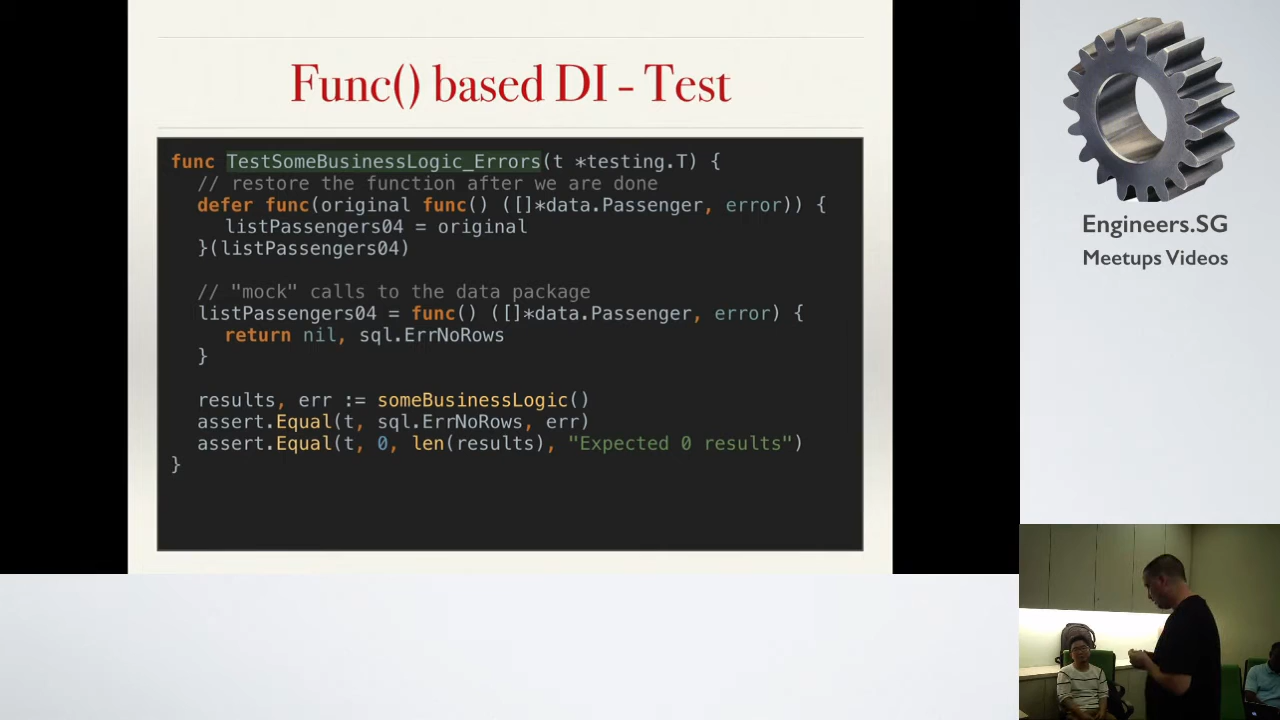 Func() based DI - Test
func TestSomeBusinessLogic_Errors(t *testing.T) {
// restore the function after we are done
defer func(original func() ([]*data.Passenger, error)) {
listPassengers04 = original
}(listPassengers04)
// "mock" calls to the data package
listPassengers04 = func() ([]*data.Passenger, error) {
return nil, sql.ErrNoRows
}
results, err := someBusinessLogic()
assert.Equal(t, sql.ErrNoRows, err)
assert.Equal(t, 0, len(results), "Expected 0 results")
}
Engineers.SG
Meetups Videos